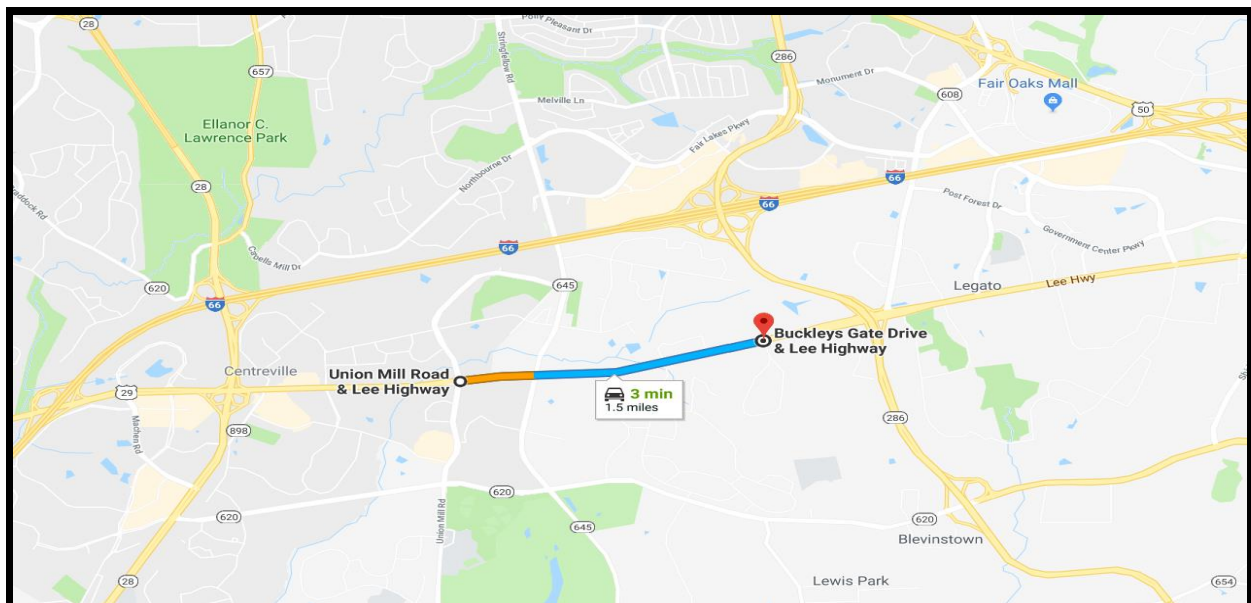 28
Polly Pleasant Dr
Stringfellow Rd
286
657
Monument Dr
Fair Oaks Mall
608
50
Melville Ln
Ellanor C.
Lawrence Park
Fair Lakes Pkwy
Northbourne Dr
28
66
Post Forest Dr
66
Braddock Rd
Government Center Pkwy
66
Cabells Mill Dr
645
Legato
Lee Hwy
620
66
Buckleys Gate Drive
& Lee Highway
Centreville
Union Mill Road
& Lee Highway
29
3 min
1.5 miles
Machen Rd
898
286
620
Union Mill Rd
620
645
620
Blevinstown
28
Lewis Park
654